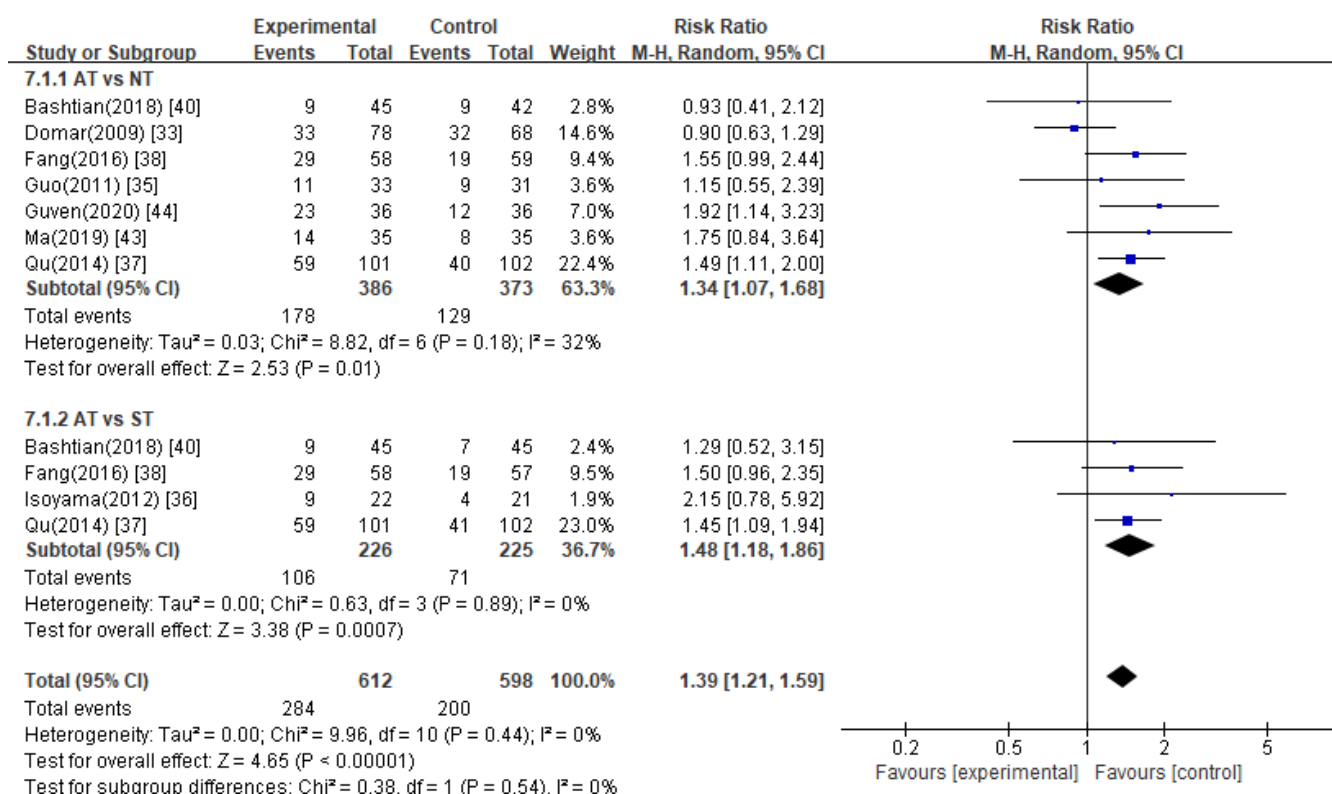 Experimental Control Risk Ratio Risk Ratio
Study or Subgroup Events Total Events Total Weight M-H, Random, 95% CI M-H, Random, 95% CI
7.1.1 AT vs NT
Bashtian(2018) [40] 9 45 9 42 2.8% 0.93 [0.41, 2.12]
Domar(2009) [33] 33 78 32 68 14.6% 0.90 [0.63, 1.29]
Fang(2016) [38] 29 58 19 59 9.4% 1.55 [0.99, 2.44]
Guo(2011) [35] 11 33 9 31 3.6% 1.15 [0.55, 2.39]
Guven(2020) [44] 23 36 12 36 7.0% 1.92 [1.14, 3.23]
Ma(2019) [43] 14 35 8 35 3.6% 1.75 [0.84, 3.64]
Qu(2014) [37] 59 101 40 102 22.4% 1.49 [1.11, 2.00]
Subtotal (95% CI) 386 373 63.3% 1.34 [1.07, 1.68]
Total events 178 129
Heterogeneity: Tau² = 0.03; Chi² = 8.82, df = 6 (P = 0.18); I² = 32%
Test for overall effect: Z = 2.53 (P = 0.01)
7.1.2 AT vs ST
Bashtian(2018) [40] 9 45 7 45 2.4% 1.29 [0.52, 3.15]
Fang(2016) [38] 29 58 19 57 9.5% 1.50 [0.96, 2.35]
Isoyama(2012) [36] 9 22 4 21 1.9% 2.15 [0.78, 5.92]
Qu(2014) [37] 59 101 41 102 23.0% 1.45 [1.09, 1.94]
Subtotal (95% CI) 226 225 36.7% 1.48 [1.18, 1.86]
Total events 106 71
Heterogeneity: Tau² = 0.00; Chi² = 0.63, df = 3 (P = 0.89); I² = 0%
Test for overall effect: Z = 3.38 (P = 0.0007)
Total (95% CI) 612 598 100.0% 1.39 [1.21, 1.59]
Total events 284 200
Heterogeneity: Tau² = 0.00; Chi² = 9.96, df = 10 (P = 0.44); I² = 0%
Test for overall effect: Z = 4.65 (P < 0.00001)
Test for subgroup differences: Chi² = 0.38, df = 1 (P = 0.54), I² = 0%
0.2 0.5 1 2 5
Favours [experimental] Favours [control]